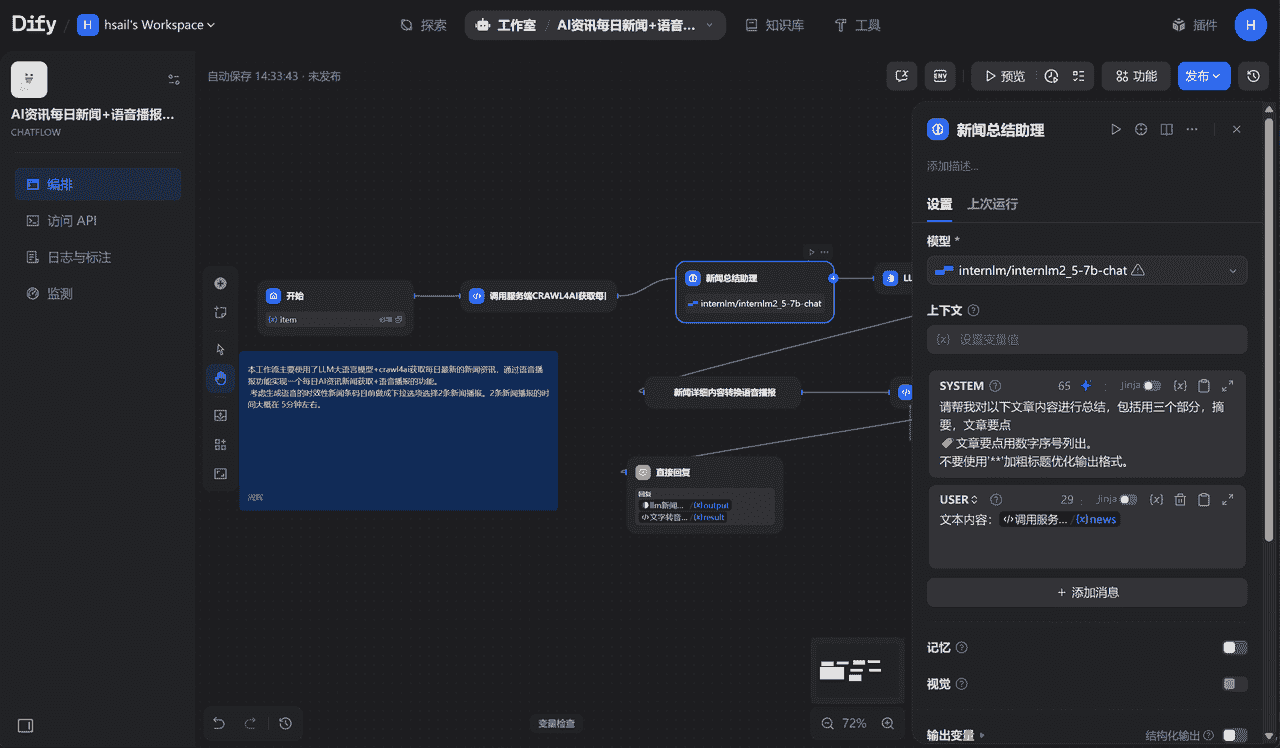 Dify / H hsail's Workspace
探索
工作室 / AI资讯每日新闻+语音...
知识库
工具
插件
H
AI资讯每日新闻+语音播报...
CHATFLOW
编排
访问 API
日志与标注
监测
自动保存 14:33:43 · 未发布
ENV
预览
功能
发布
开始
{x} item
调用服务端CRAWL4AI获取每
新闻总结助理
internlm/internlm2_5-7b-chat
LL
本工作流主要使用了LLM大语言模型+crawl4ai获取每日最新的新闻资讯，通过语音播
报功能实现一个每日AI资讯新闻获取+语音播报的功能。
考虑生成语音的时效性新闻条码目前做成下拉选项选择2条新闻播报。2条新闻播报的时
间大概在 5分钟左右。
新闻详细内容转换语音播报
直接回复
回复
llm新闻... / {x} output
文字转音... / {x} result
变量检查
72%
新闻总结助理
添加描述...
设置
上次运行
模型 *
internlm/internlm2_5-7b-chat
上下文
{x} 设置变量值
SYSTEM 65 Jinja {x}
请帮我对以下文章内容进行总结，包括用三个部分，摘
要，文章要点
文章要点用数字序号列出。
不要使用'**'加粗标题优化输出格式。
USER 29 Jinja {x}
文本内容： 调用服务... / {x} news
+ 添加消息
记忆
视觉
输出变量
结构化输出